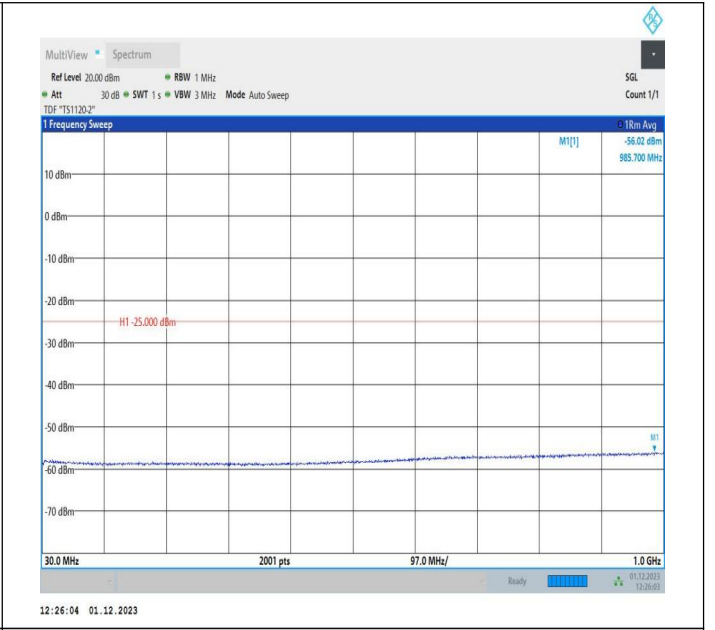 R&S
MultiView Spectrum
Ref Level 20.00 dBm RBW 1 MHz SGL
Att 30 dB SWT 1 s VBW 3 MHz Mode Auto Sweep Count 1/1
TDF "TS1120-2"
1 Frequency Sweep 1Rm Avg
M1[1] -56.02 dBm
985.700 MHz
10 dBm
0 dBm
-10 dBm
-20 dBm
H1 -25.000 dBm
-30 dBm
-40 dBm
-50 dBm
M1
-60 dBm
-70 dBm
30.0 MHz 2001 pts 97.0 MHz/ 1.0 GHz
Ready 01.12.2023
12:26:03
12:26:04 01.12.2023